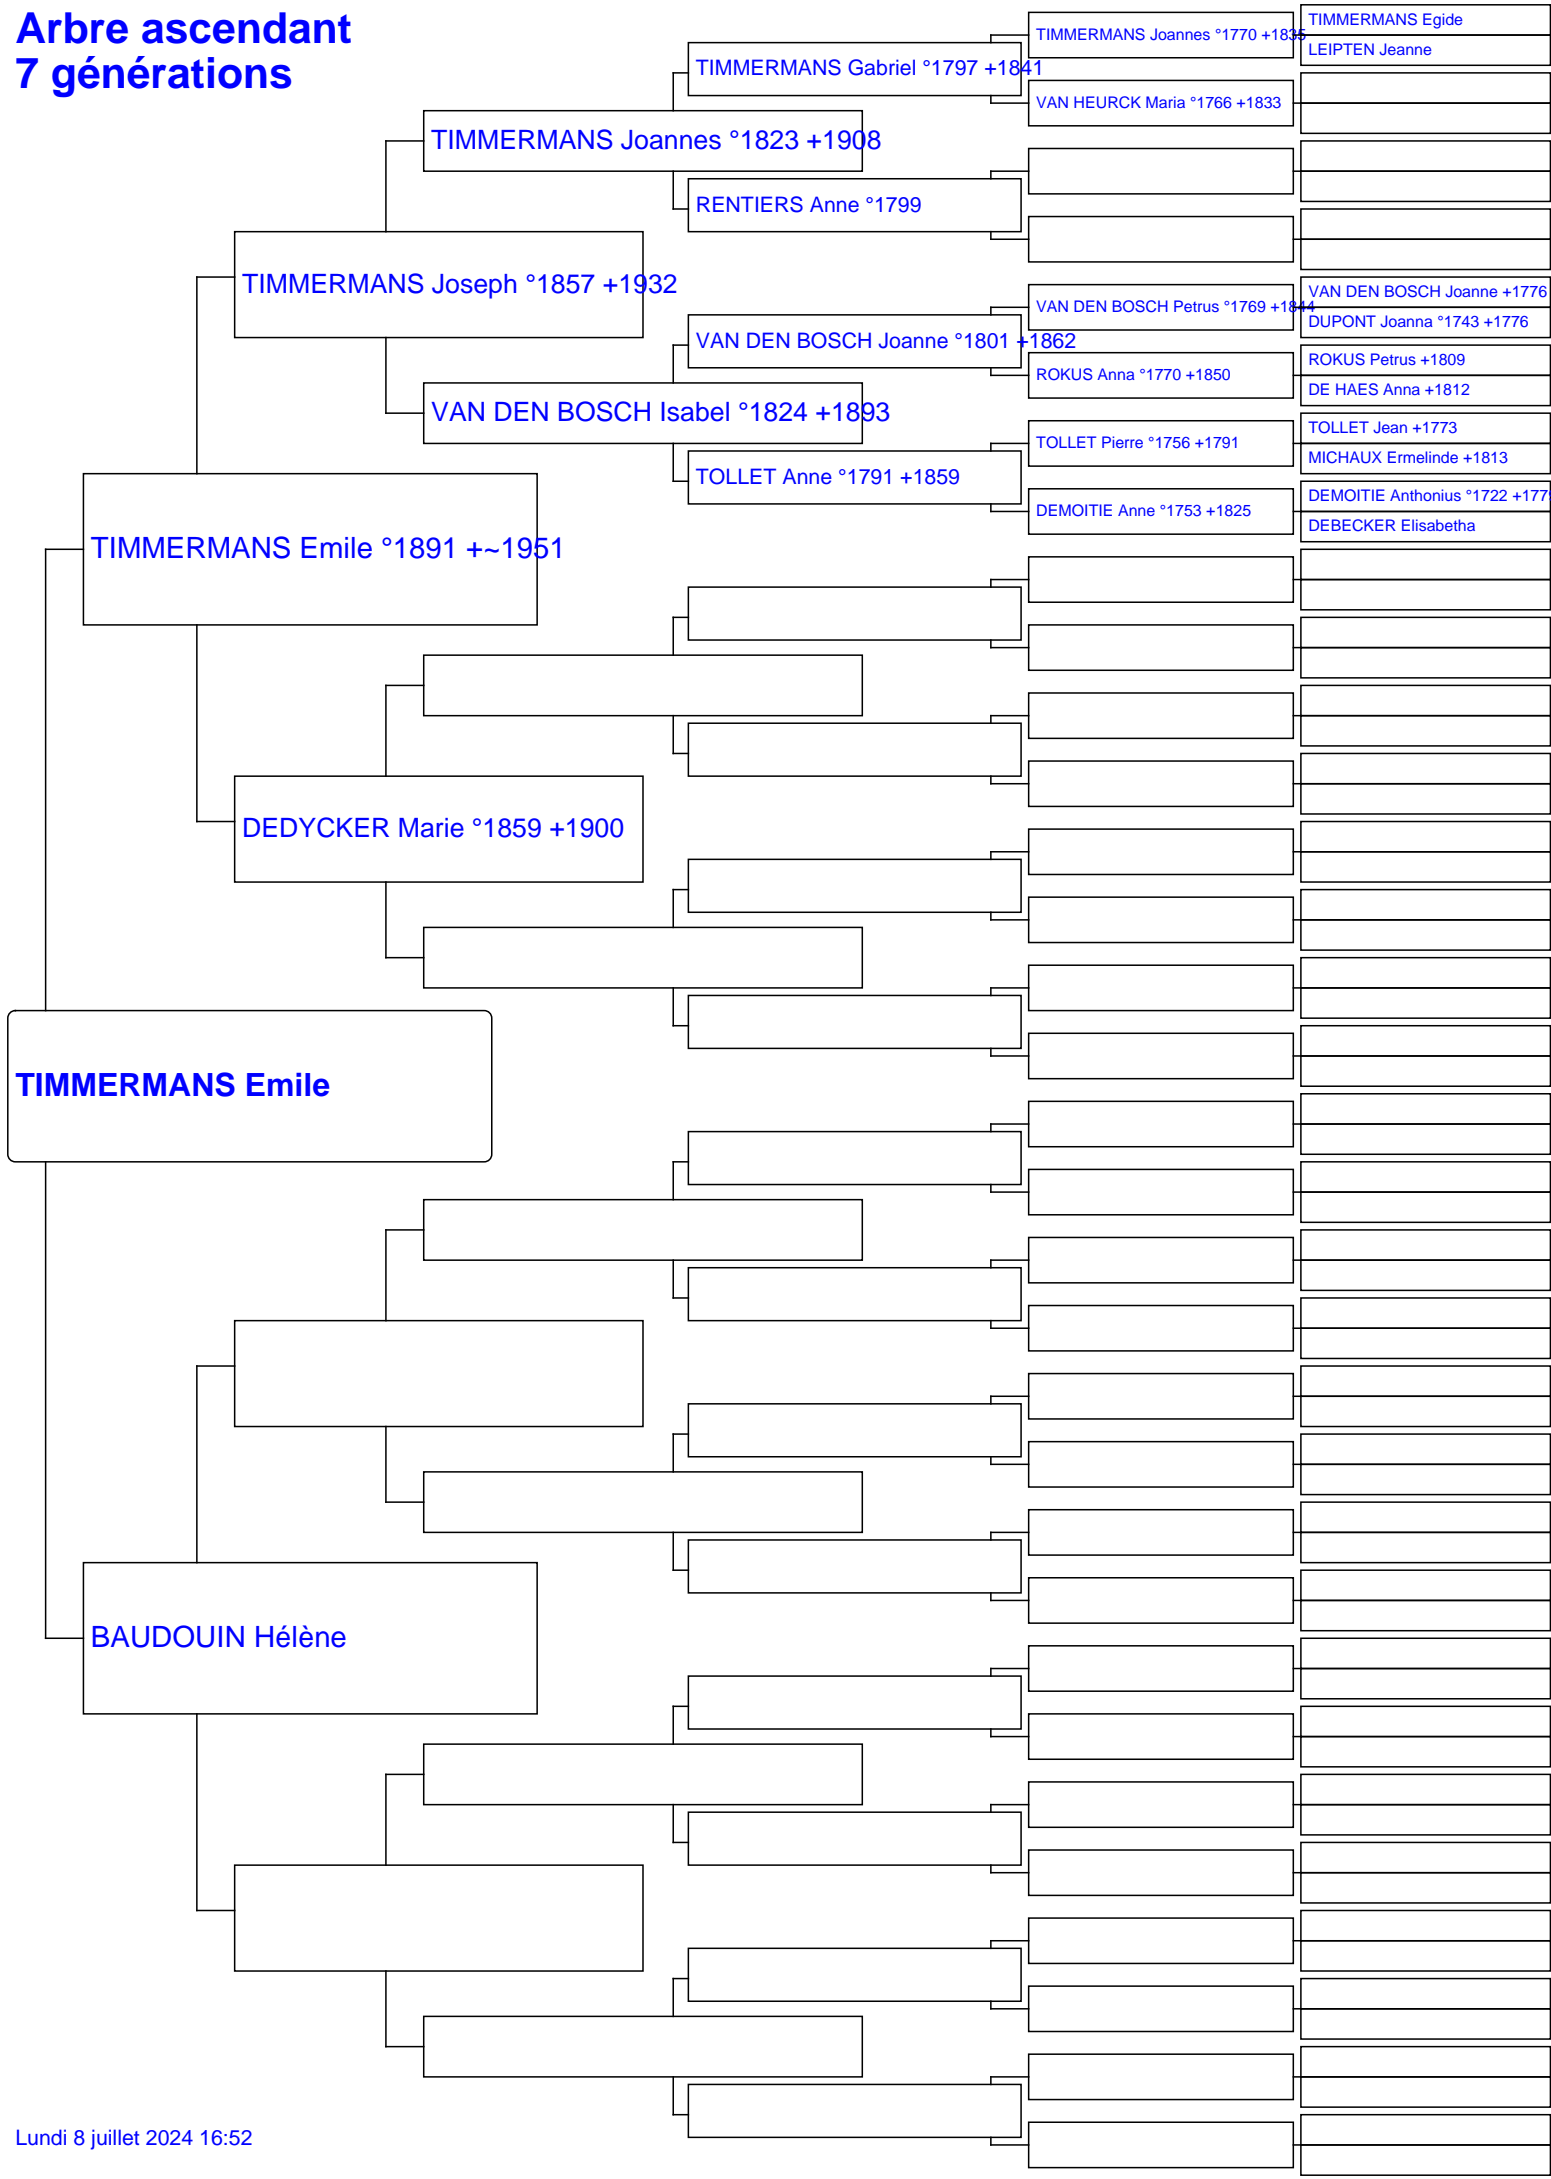 Arbre ascendant
7 générations
TIMMERMANS Egide
TIMMERMANS Joannes °1770 +1835
LEIPTEN Jeanne
TIMMERMANS Gabriel °1797 +1841
VAN HEURCK Maria °1766 +1833
TIMMERMANS Joannes °1823 +1908
RENTIERS Anne °1799
TIMMERMANS Joseph °1857 +1932
VAN DEN BOSCH Joanne +1776
VAN DEN BOSCH Petrus °1769 +1844
DUPONT Joanna °1743 +1776
VAN DEN BOSCH Joanne °1801 +1862
ROKUS Petrus +1809
ROKUS Anna °1770 +1850
DE HAES Anna +1812
VAN DEN BOSCH Isabel °1824 +1893
TOLLET Jean +1773
TOLLET Pierre °1756 +1791
MICHAUX Ermelinde +1813
TOLLET Anne °1791 +1859
DEMOITIE Anthonius °1722 +177
DEMOITIE Anne °1753 +1825
DEBECKER Elisabetha
TIMMERMANS Emile °1891 +~1951
DEDYCKER Marie °1859 +1900
TIMMERMANS Emile
BAUDOUIN Hélène
Lundi 8 juillet 2024 16:52